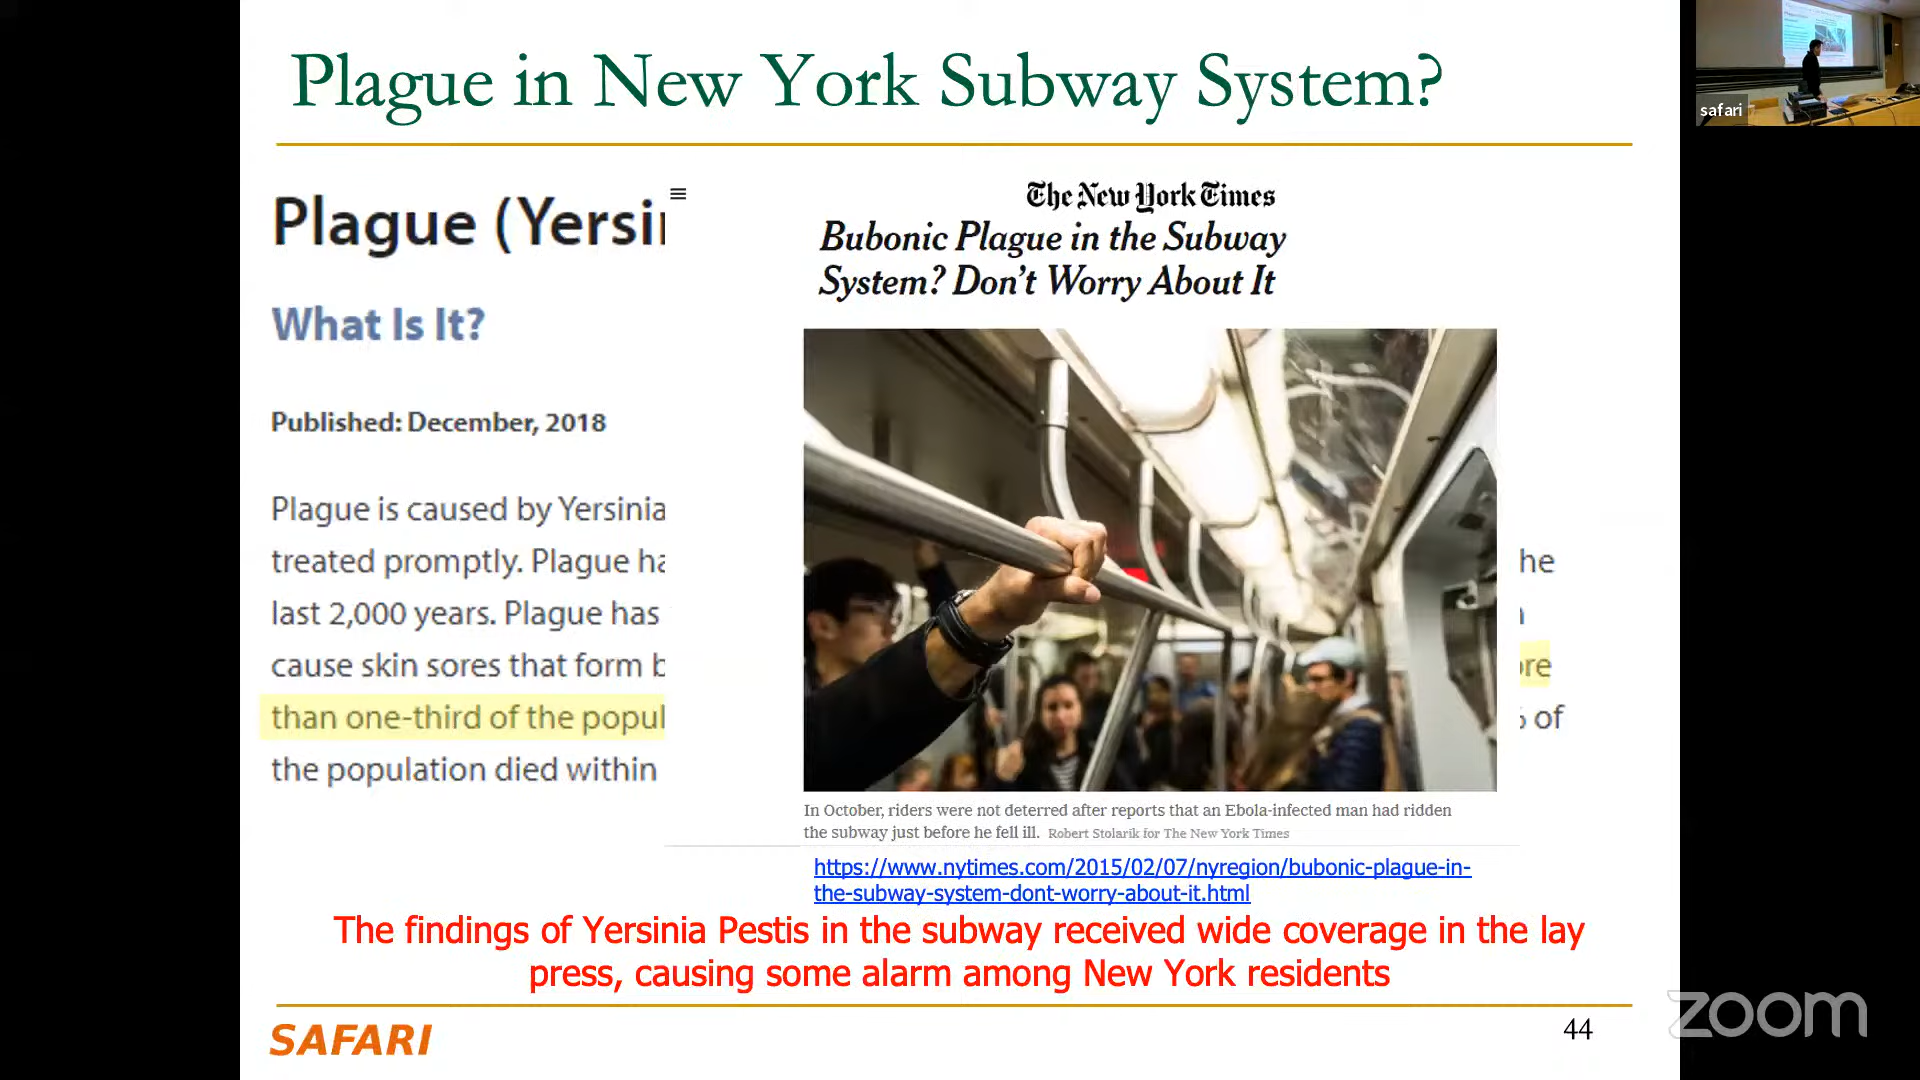 Plague in New York Subway System?
safari
Plague (Yersi
What Is It?
Published: December, 2018
Plague is caused by Yersinia
treated promptly. Plague ha
last 2,000 years. Plague has
cause skin sores that form b
than one-third of the popul
the population died within
he
ore
% of
The New York Times
Bubonic Plague in the Subway
System? Don't Worry About It
In October, riders were not deterred after reports that an Ebola-infected man had ridden
the subway just before he fell ill. Robert Stolarik for The New York Times
https://www.nytimes.com/2015/02/07/nyregion/bubonic-plague-in-
the-subway-system-dont-worry-about-it.html
The findings of Yersinia Pestis in the subway received wide coverage in the lay
press, causing some alarm among New York residents
SAFARI
44
zoom